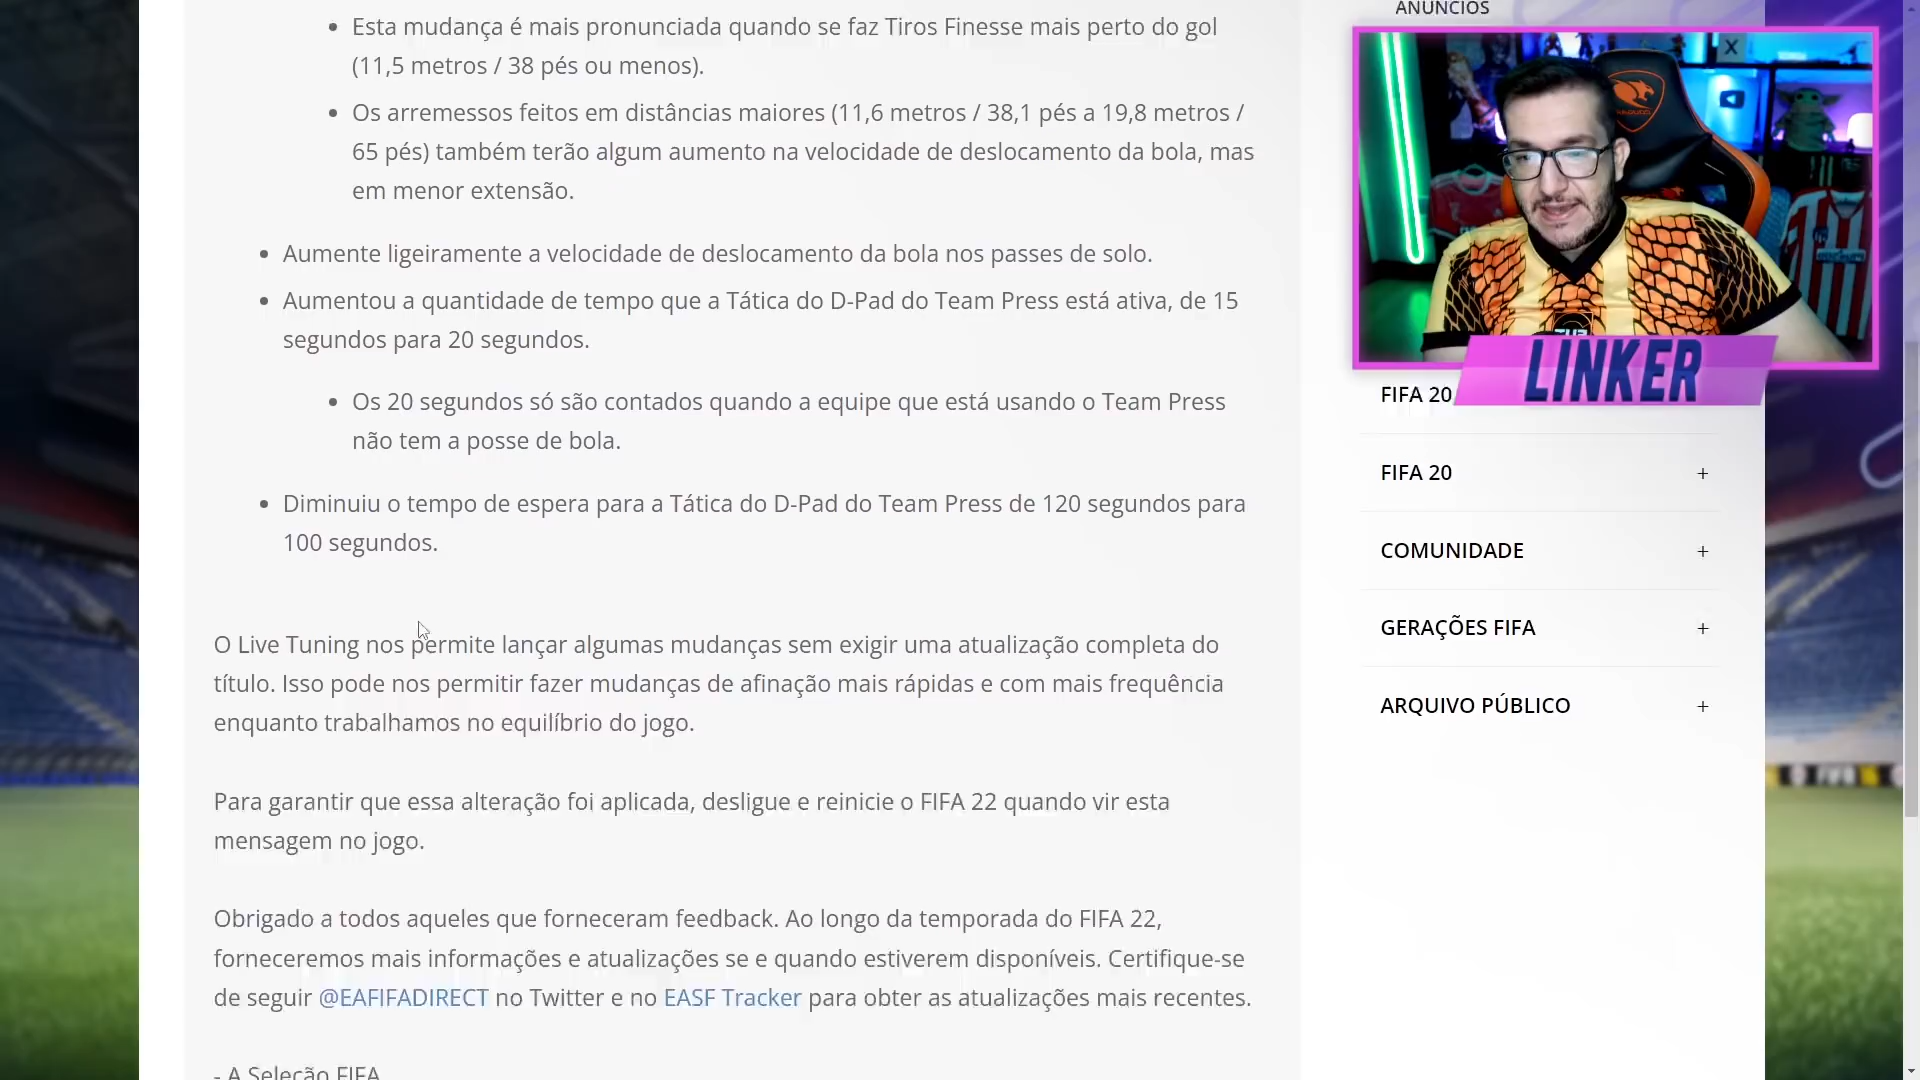 Esta mudança é mais pronunciada quando se faz Tiros Finesse mais perto do gol
(11,5 metros / 38 pés ou menos).
Os arremessos feitos em distâncias maiores (11,6 metros / 38,1 pés a 19,8 metros /
65 pés) também terão algum aumento na velocidade de deslocamento da bola, mas
em menor extensão.
Aumente ligeiramente a velocidade de deslocamento da bola nos passes de solo.
Aumentou a quantidade de tempo que a Tática do D-Pad do Team Press está ativa, de 15
segundos para 20 segundos.
Os 20 segundos só são contados quando a equipe que está usando o Team Press
não tem a posse de bola.
Diminuiu o tempo de espera para a Tática do D-Pad do Team Press de 120 segundos para
100 segundos.
O Live Tuning nos permite lançar algumas mudanças sem exigir uma atualização completa do
título. Isso pode nos permitir fazer mudanças de afinação mais rápidas e com mais frequência
enquanto trabalhamos no equilíbrio do jogo.
Para garantir que essa alteração foi aplicada, desligue e reinicie o FIFA 22 quando vir esta
mensagem no jogo.
Obrigado a todos aqueles que forneceram feedback. Ao longo da temporada do FIFA 22,
forneceremos mais informações e atualizações se e quando estiverem disponíveis. Certifique-se
de seguir @EAFIFADIRECT no Twitter e no EASF Tracker para obter as atualizações mais recentes.
- A Seleção FIFA
ANÚNCIOS
LINKER
FIFA 20
FIFA 20 +
COMUNIDADE +
GERAÇÕES FIFA +
ARQUIVO PÚBLICO +